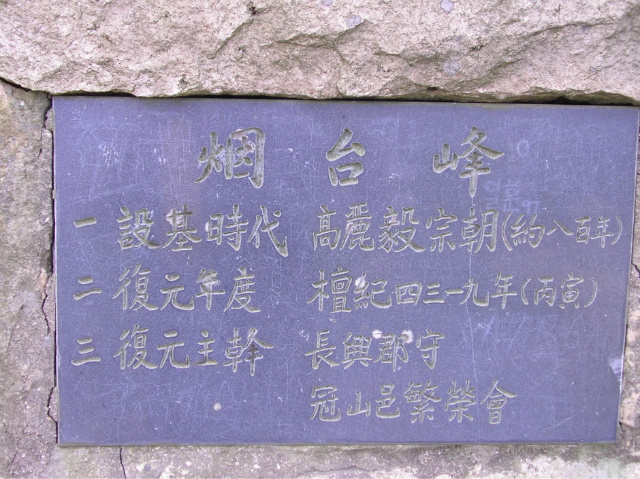 烟台峰
一 設基時代 高麗毅宗朝(約八百年)
二 復元年度 檀紀四三一九年(丙寅)
三 復元主幹 長興郡守
冠山邑繁榮會